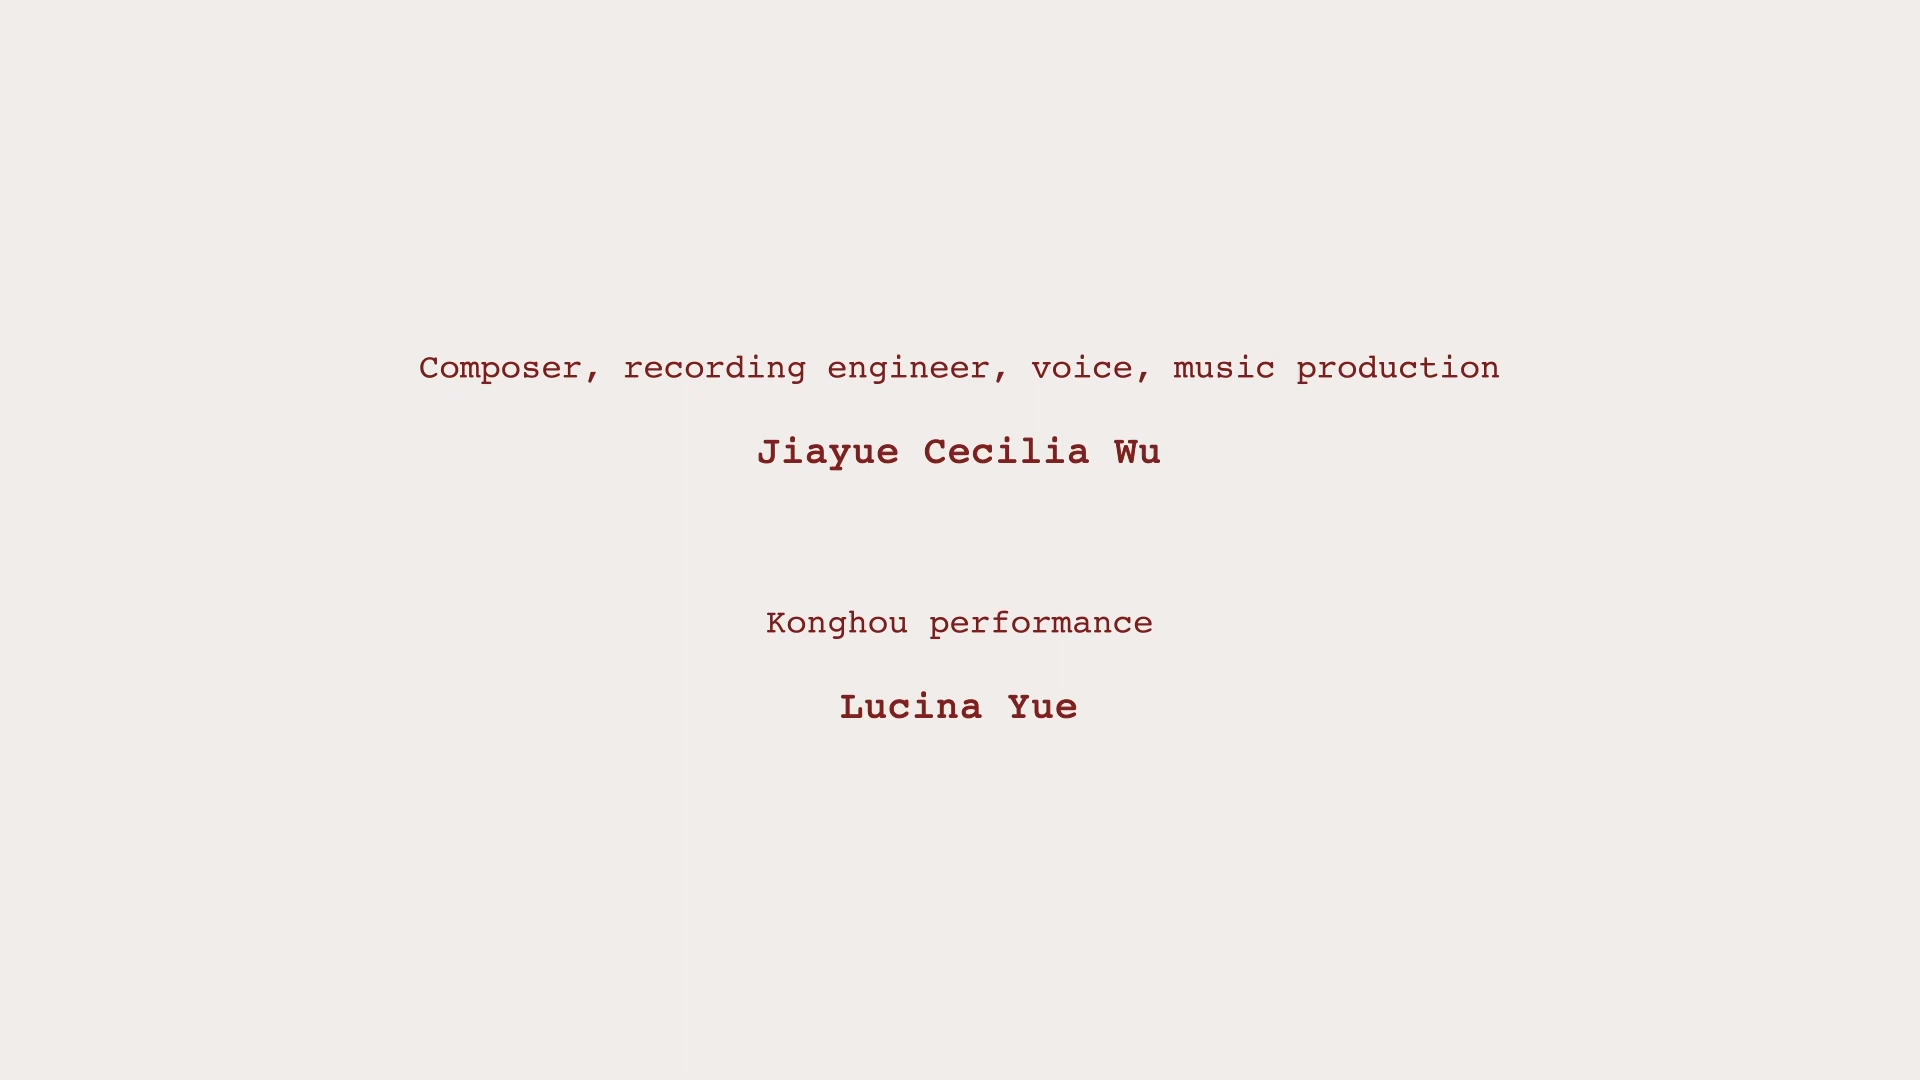 Composer, recording engineer, voice, music production
Jiayue Cecilia Wu
Konghou performance
Lucina Yue